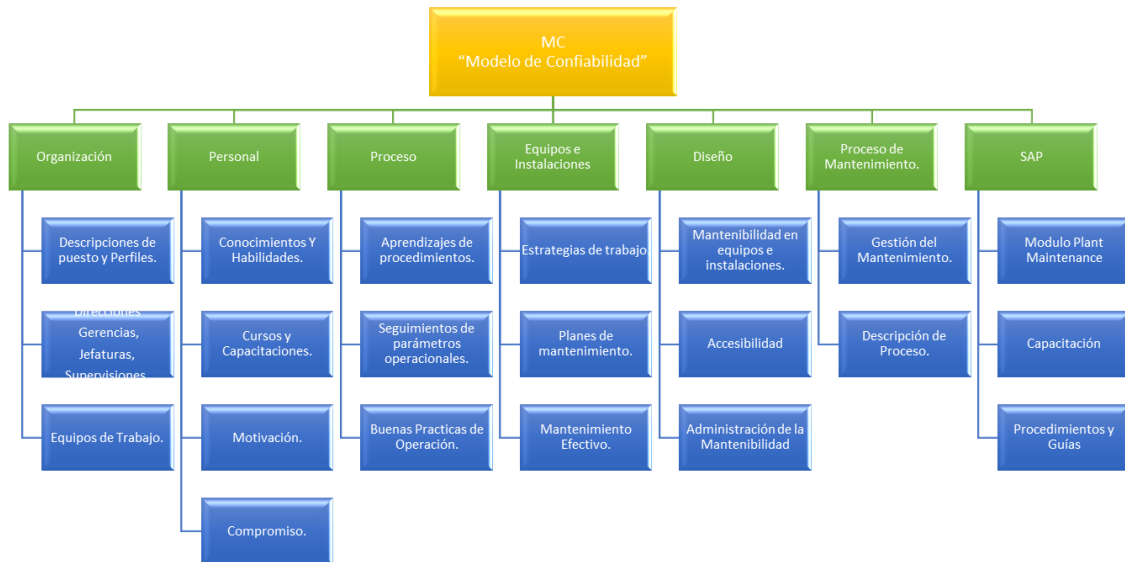 MC
“Modelo de Confiabilidad”
Organización
Personal
Proceso
Equipos e
Instalaciones
Diseño
Proceso de
Mantenimiento.
SAP
Descripciones de
puesto y Perfiles.
Direcciones
Gerencias,
Jefaturas,
Supervisiones
Equipos de Trabajo.
Conocimientos Y
Habilidades.
Cursos y
Capacitaciones.
Motivación.
Compromiso.
Aprendizajes de
procedimientos.
Seguimientos de
parámetros
operacionales.
Buenas Practicas de
Operación.
Estrategias de trabajo
Planes de
mantenimiento.
Mantenimiento
Efectivo.
Mantenibilidad en
equipos e
instalaciones.
Accesibilidad
Administración de la
Mantenibilidad
Gestión del
Mantenimiento.
Descripción de
Proceso.
Modulo Plant
Maintenance
Capacitación
Procedimientos y
Guías